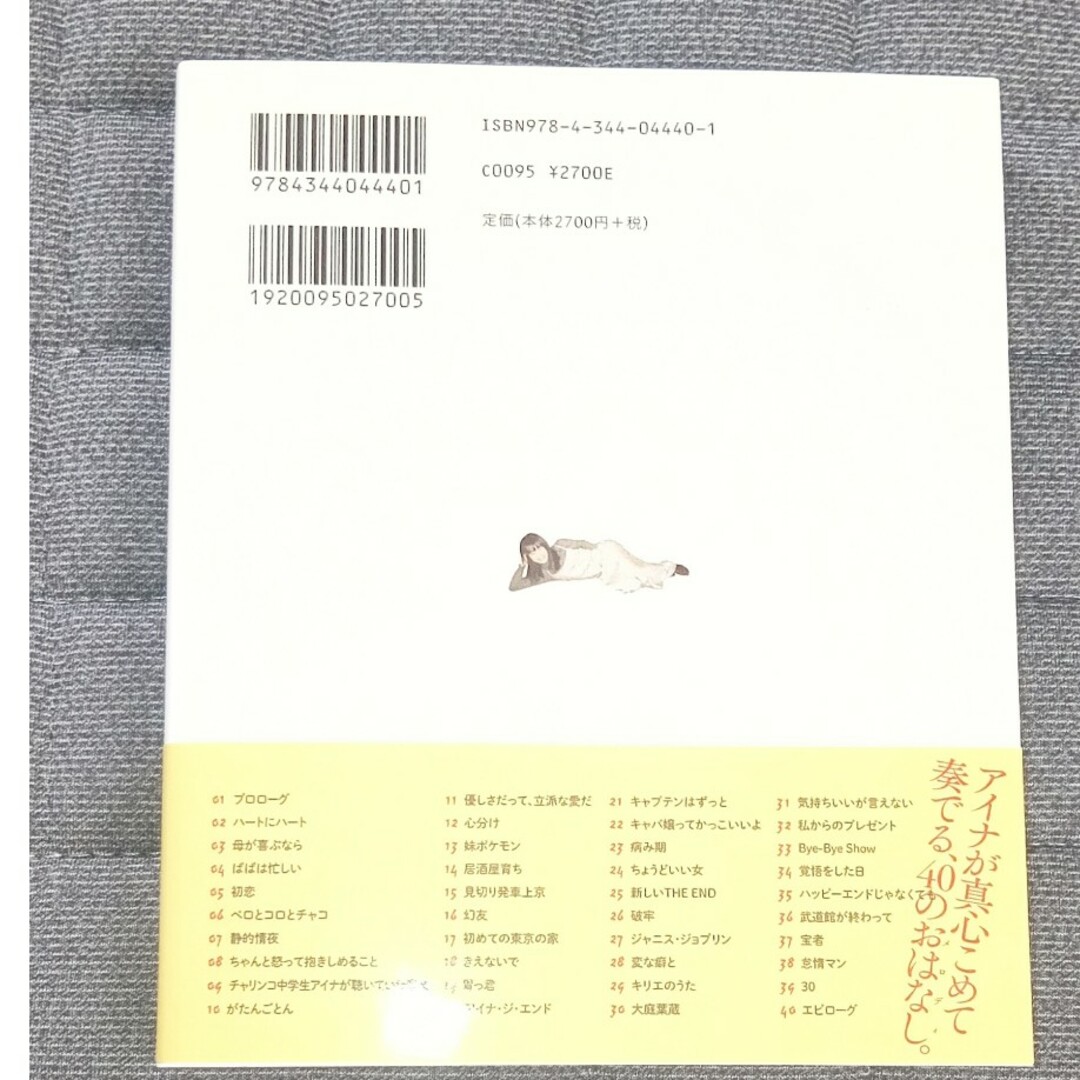 ISBN978-4-344-04440-1
9784344044401
C0095 ¥2700E
定価(本体2700円+税)
1920095027005
アイナが真心こめて
奏でる、40のおはなし。
01 プロローグ
02 ハートにハート
03 母が喜ぶなら
04 ぱぱは忙しい
05 初恋
06 ペロとコロとチャコ
07 静的情夜
08 ちゃんと怒って抱きしめること
09 チャリンコ中学生アイナが聴いていた
10 がたんごとん
11 優しさだって、立派な愛だ
12 心分け
13 妹ポケモン
14 居酒屋育ち
15 見切り発車上京
16 幻友
17 初めての東京の家
18 きえないで
っ君
アイナ・ジ・エンド
21 キャプテンはずっと
22 キャバ嬢ってかっこいいよ
23 病み期
24 ちょうどいい女
25 新しいTHE END
26 破牢
27 ジャニス・ジョプリン
28 変な癖と
29 キリエのうた
30 大庭葉蔵
31 気持ちいいが言えない
32 私からのプレゼント
33 Bye-Bye Show
34 覚悟をした日
35 ハッピーエンドじゃなくても
36 武道館が終わって
37 宝者
38 怠惰マン
39 30
40 エピローグ